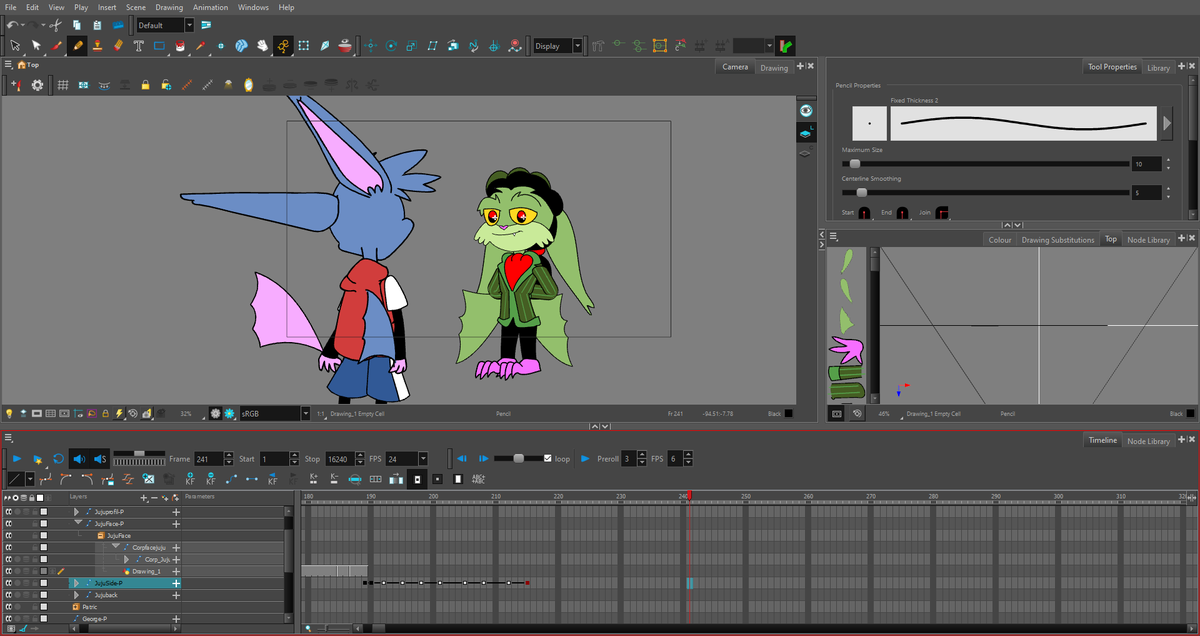 File Edit View Play Insert Scene Drawing Animation Windows Help
Default
Display
Top
Camera Drawing
Tool Properties Library
Pencil Properties
Fixed Thickness 2
Maximum Size
10
Centerline Smoothing
5
Start End Join
Colour Drawing Substitutions Top Node Library
32% sRGB 1:1 Drawing_1 Empty Cell Pencil Fr 241 -94.51:-7.78 Black
46% Drawing_1 Empty Cell Pencil Black
Timeline Node Library
Frame 241 Start 1 Stop 16240 FPS 24 loop Preroll 3 FPS 6
KF KF KF ABC
Layers Parameters
180 190 200 210 220 230 240 250 260 270 280 290 300 310
Jujuprofil-P
JujuFace-P
JujuFace
Corpfacejuju
Corp_Juju
Drawing_1
JujuSide-P
Jujuback
Patric
George-P